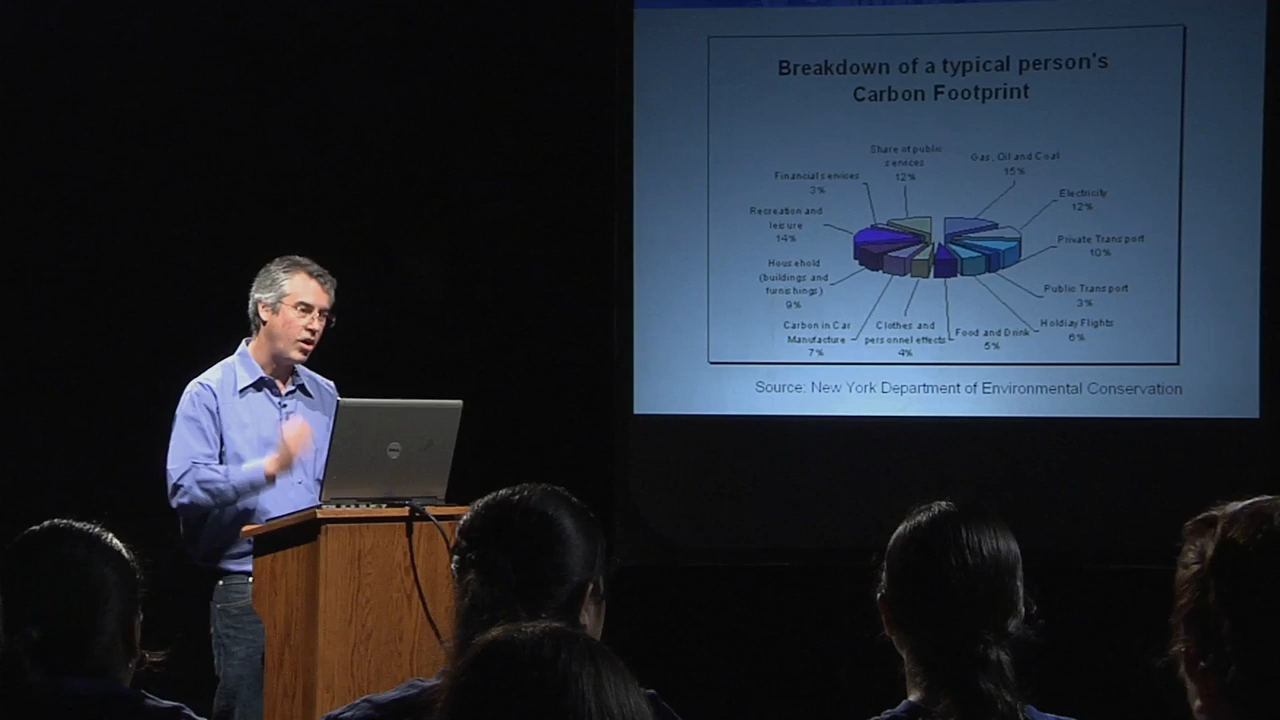 Breakdown of a typical person's
Carbon Footprint
Share of public
services
12%
Gas, Oil and Coal
15%
Financial services
3%
Electricity
12%
Recreation and
leisure
14%
Private Transport
10%
Household
(buildings and
furnishings)
9%
Public Transport
3%
Carbon in Car
Manufacture
7%
Clothes and
personnel effects
4%
Food and Drink
5%
Holdiay Flights
6%
Source: New York Department of Environmental Conservation
DELL